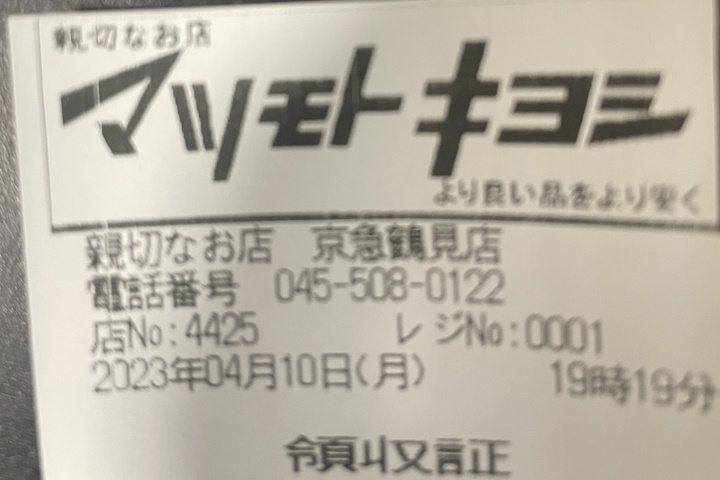 親切なお店
マツモトキヨシ
より良い品をより安く
親切なお店 京急鶴見店
電話番号 045-508-0122
店No:4425 レジNo:0001
2023年04月10日(月) 19時19分
領収証